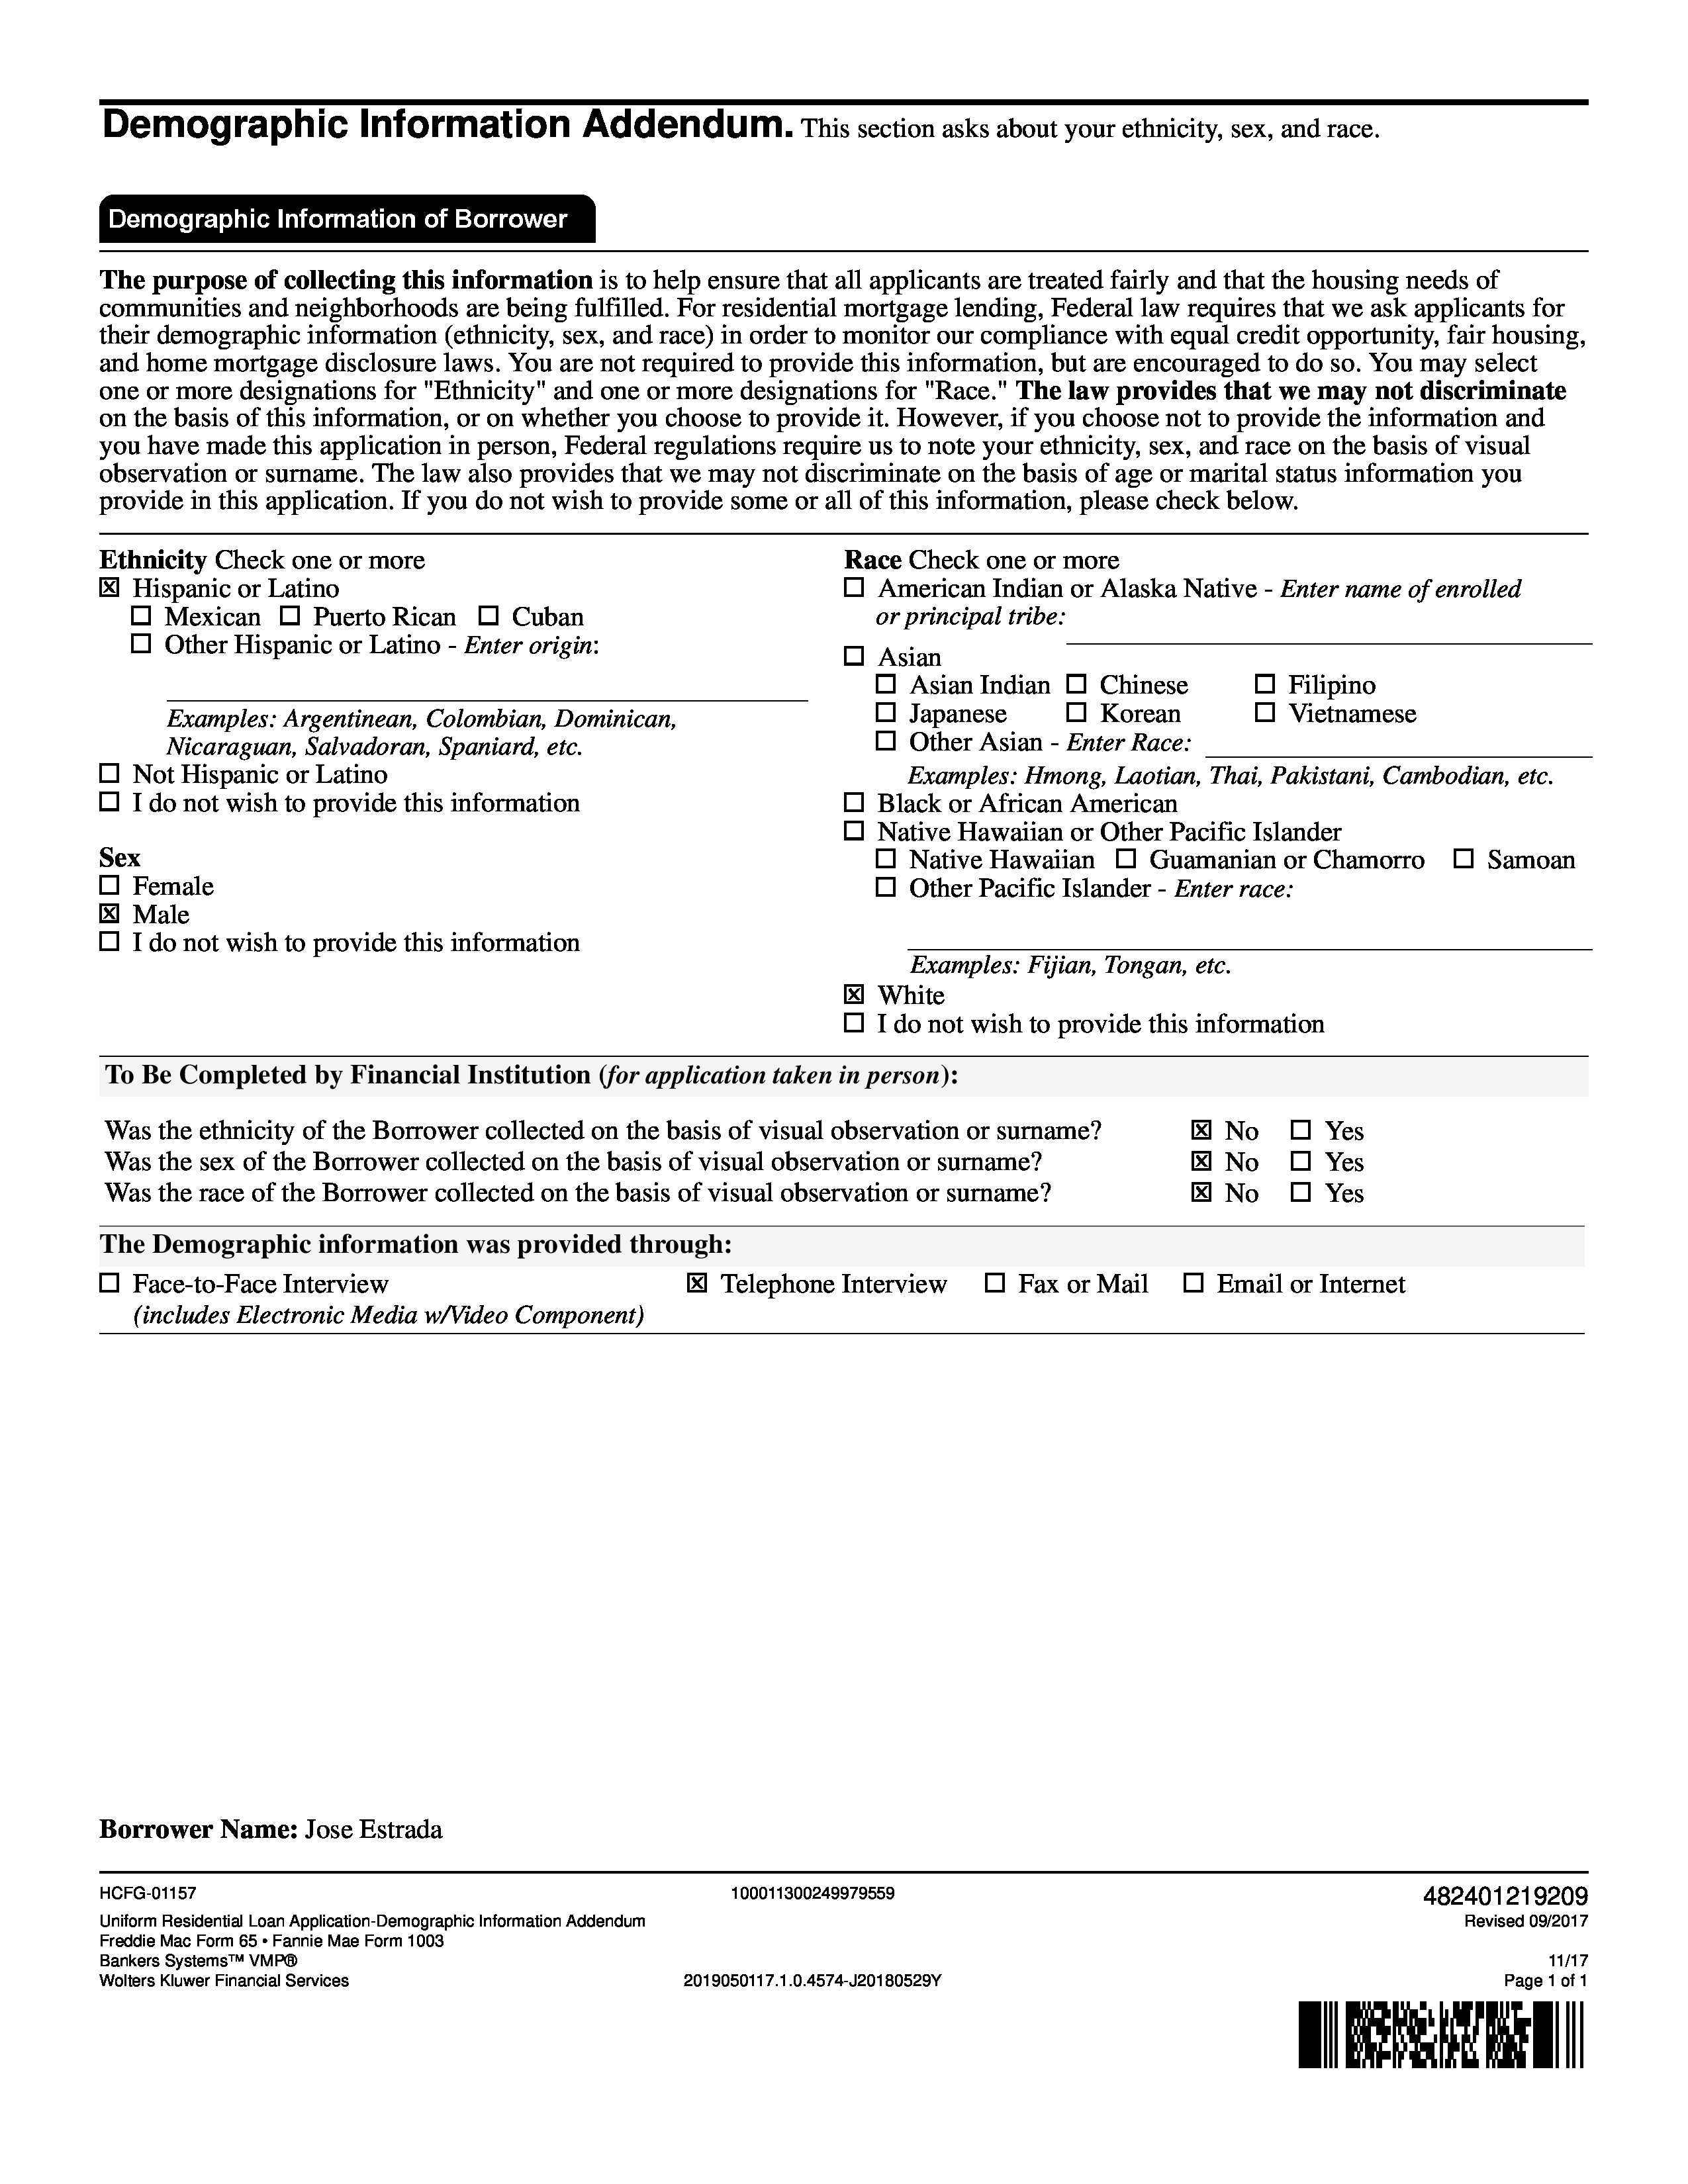 Demographic Information Addendum. This section asks about your ethnicity, sex, and race.
Demographic Information of Borrower
The purpose of collecting this information is to help ensure that all applicants are treated fairly and that the housing needs of
communities and neighborhoods are being fulfilled. For residential mortgage lending, Federal law requires that we ask applicants for
their demographic information (ethnicity, sex, and race) in order to monitor our compliance with equal credit opportunity, fair housing,
and home mortgage disclosure laws. You are not required to provide this information, but are encouraged to do so. You may select
one or more designations for "Ethnicity" and one or more designations for "Race." The law provides that we may not discriminate
on the basis of this information, or on whether you choose to provide it. However, if you choose not to provide the information and
you have made this application in person, Federal regulations require us to note your ethnicity, sex, and race on the basis of visual
observation or surname. The law also provides that we may not discriminate on the basis of age or marital status information you
provide in this application. If you do not wish to provide some or all of this information, please check below.
Ethnicity Check one or more
☒ Hispanic or Latino
☐ Mexican ☐ Puerto Rican ☐ Cuban
☐ Other Hispanic or Latino - Enter origin:
Examples: Argentinean, Colombian, Dominican,
Nicaraguan, Salvadoran, Spaniard, etc.
☐ Not Hispanic or Latino
☐ I do not wish to provide this information
Sex
☐ Female
☒ Male
☐ I do not wish to provide this information
Race Check one or more
☐ American Indian or Alaska Native - Enter name of enrolled
or principal tribe:
☐ Asian
☐ Asian Indian ☐ Chinese ☐ Filipino
☐ Japanese ☐ Korean ☐ Vietnamese
☐ Other Asian - Enter Race:
Examples: Hmong, Laotian, Thai, Pakistani, Cambodian, etc.
☐ Black or African American
☐ Native Hawaiian or Other Pacific Islander
☐ Native Hawaiian ☐ Guamanian or Chamorro ☐ Samoan
☐ Other Pacific Islander - Enter race:
Examples: Fijian, Tongan, etc.
☒ White
☐ I do not wish to provide this information
To Be Completed by Financial Institution (for application taken in person):
Was the ethnicity of the Borrower collected on the basis of visual observation or surname? ☒ No ☐ Yes
Was the sex of the Borrower collected on the basis of visual observation or surname? ☒ No ☐ Yes
Was the race of the Borrower collected on the basis of visual observation or surname? ☒ No ☐ Yes
The Demographic information was provided through:
☐ Face-to-Face Interview ☒ Telephone Interview ☐ Fax or Mail ☐ Email or Internet
(includes Electronic Media w/Video Component)
Borrower Name: Jose Estrada
HCFG-01157 100011300249979559 482401219209
Uniform Residential Loan Application-Demographic Information Addendum Revised 09/2017
Freddie Mac Form 65 • Fannie Mae Form 1003
Bankers Systems™ VMP® 11/17
Wolters Kluwer Financial Services 2019050117.1.0.4574-J20180529Y Page 1 of 1